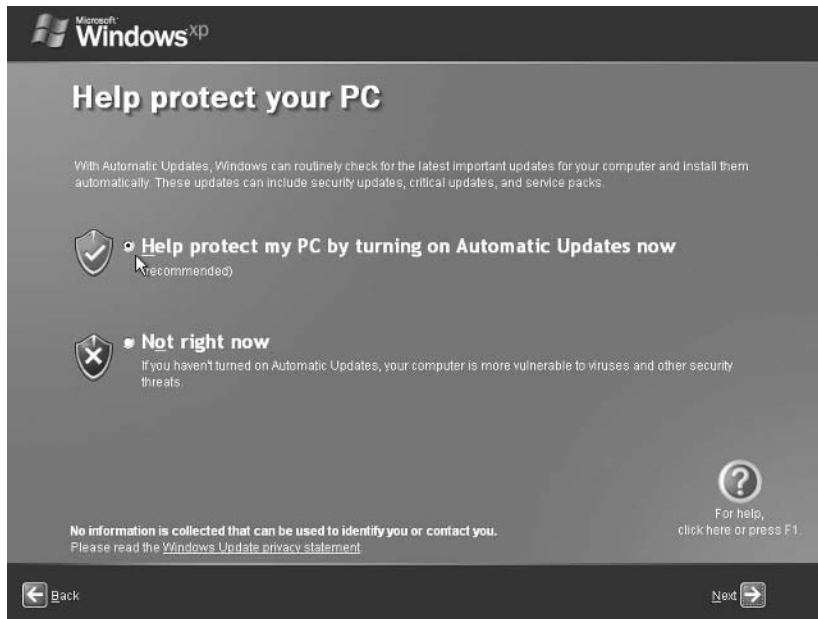 Microsoft
Windows xp
Help protect your PC
With Automatic Updates, Windows can routinely check for the latest important updates for your computer and install them
automatically. These updates can include security updates, critical updates, and service packs.
Help protect my PC by turning on Automatic Updates now
(recommended)
Not right now
If you haven't turned on Automatic Updates, your computer is more vulnerable to viruses and other security
threats.
For help,
click here or press F1.
No information is collected that can be used to identify you or contact you.
Please read the Windows Update privacy statement
Back
Next